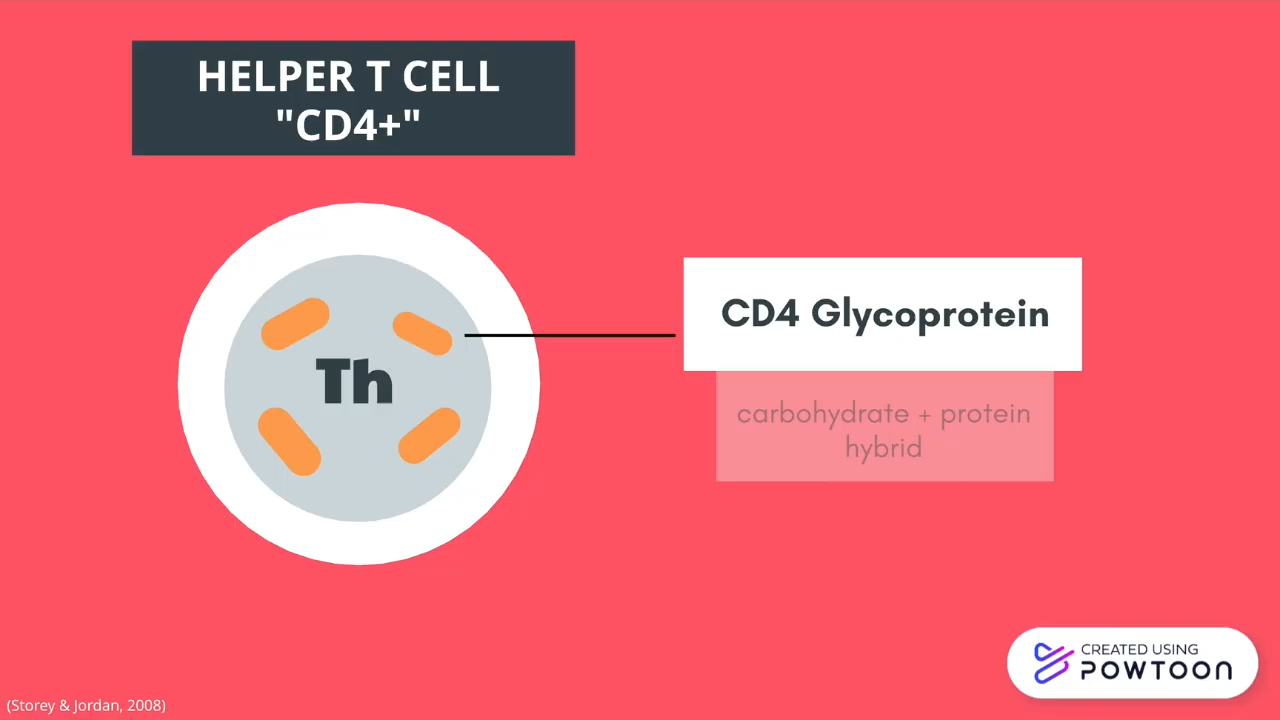 HELPER T CELL
"CD4+"
Th
CD4 Glycoprotein
carbohydrate + protein
hybrid
CREATED USING
POWTOON
(Storey & Jordan, 2008)